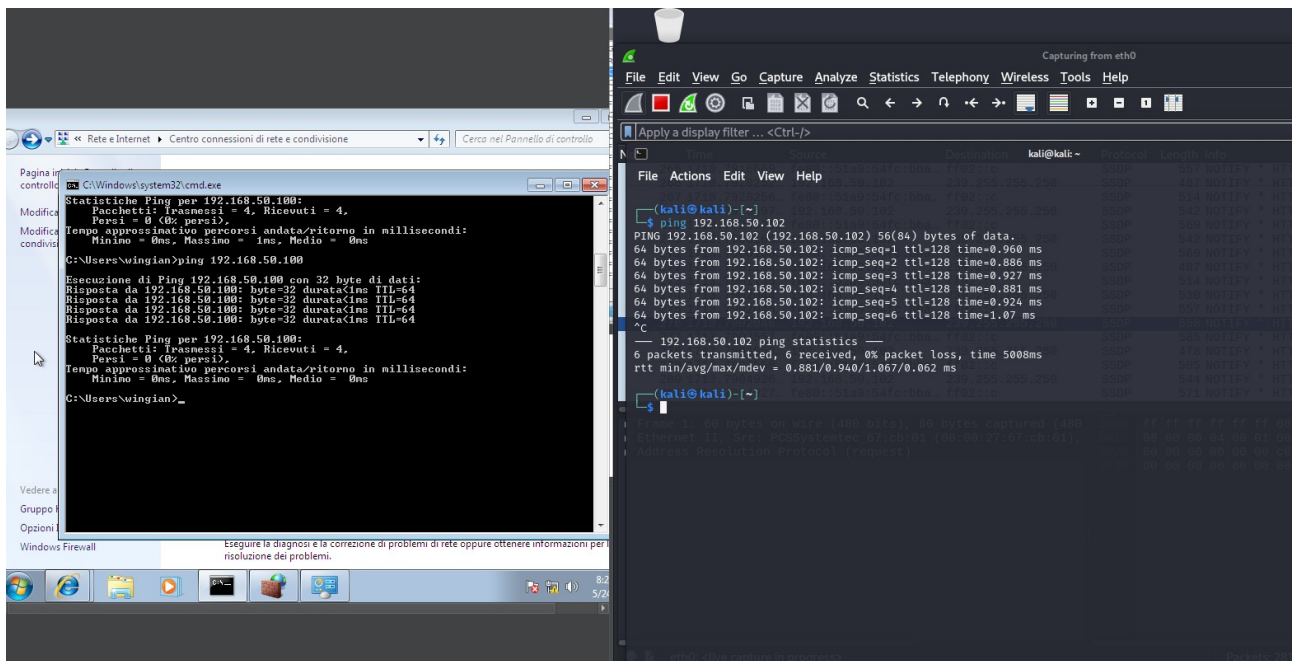 Rete e Internet
Centro connessioni di rete e condivisione
Cerca nel Pannello di controllo
Pagina
controllo
Modifica
Modifica
condivisi
Vedere a
Gruppo
Opzioni
Windows Firewall
C:\Windows\system32\cmd.exe
Statistiche Ping per 192.168.50.100:
Pacchetti: Trasmessi = 4, Ricevuti = 4,
Persi = 0 (0% persi),
Tempo approssimativo percorsi andata/ritorno in millisecondi:
Minimo = 0ms, Massimo = 1ms, Medio = 0ms
C:\Users\wingian>ping 192.168.50.100
Esecuzione di Ping 192.168.50.100 con 32 byte di dati:
Risposta da 192.168.50.100: byte=32 durata<1ms TTL=64
Risposta da 192.168.50.100: byte=32 durata<1ms TTL=64
Risposta da 192.168.50.100: byte=32 durata<1ms TTL=64
Risposta da 192.168.50.100: byte=32 durata<1ms TTL=64
Statistiche Ping per 192.168.50.100:
Pacchetti: Trasmessi = 4, Ricevuti = 4,
Persi = 0 (0% persi),
Tempo approssimativo percorsi andata/ritorno in millisecondi:
Minimo = 0ms, Massimo = 0ms, Medio = 0ms
C:\Users\wingian>_
Eseguire la diagnosi e la correzione di problemi di rete oppure ottenere informazioni per
risoluzione dei problemi.
8:2
5/24
Capturing from eth0
File Edit View Go Capture Analyze Statistics Telephony Wireless Tools Help
Apply a display filter ... <Ctrl-/>
kali@kali: ~
File Actions Edit View Help
(kali㉿kali)-[~]
$ ping 192.168.50.102
PING 192.168.50.102 (192.168.50.102) 56(84) bytes of data.
64 bytes from 192.168.50.102: icmp_seq=1 ttl=128 time=0.960 ms
64 bytes from 192.168.50.102: icmp_seq=2 ttl=128 time=0.886 ms
64 bytes from 192.168.50.102: icmp_seq=3 ttl=128 time=0.927 ms
64 bytes from 192.168.50.102: icmp_seq=4 ttl=128 time=0.881 ms
64 bytes from 192.168.50.102: icmp_seq=5 ttl=128 time=0.924 ms
64 bytes from 192.168.50.102: icmp_seq=6 ttl=128 time=1.07 ms
^C
— 192.168.50.102 ping statistics —
6 packets transmitted, 6 received, 0% packet loss, time 5008ms
rtt min/avg/max/mdev = 0.881/0.940/1.067/0.062 ms
(kali㉿kali)-[~]
$